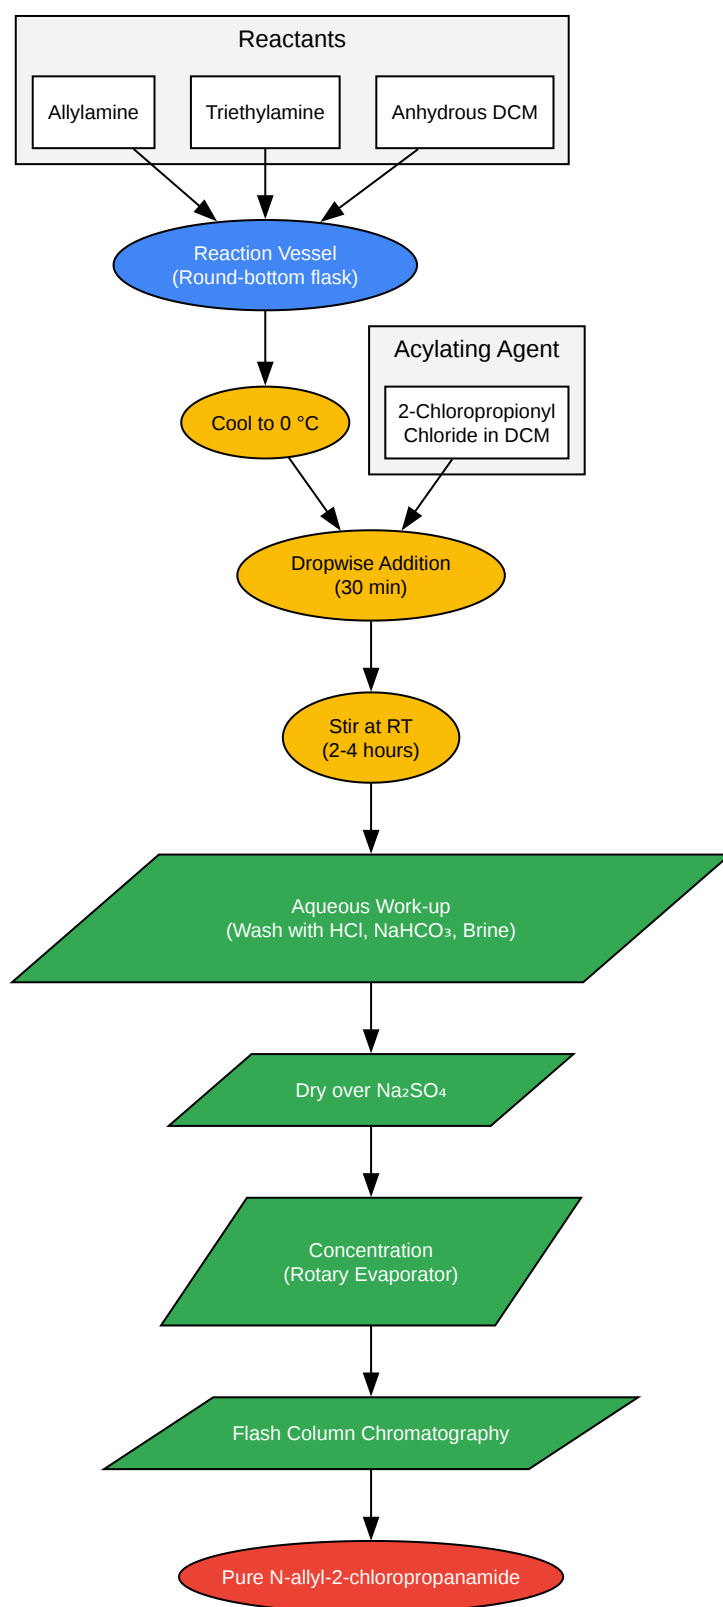 Reactants
Allylamine
Triethylamine
Anhydrous DCM
Reaction Vessel
(Round-bottom flask)
Cool to 0 °C
Acylating Agent
2-Chloropropionyl
Chloride in DCM
Dropwise Addition
(30 min)
Stir at RT
(2-4 hours)
Aqueous Work-up
(Wash with HCl, NaHCO₃, Brine)
Dry over Na₂SO₄
Concentration
(Rotary Evaporator)
Flash Column Chromatography
Pure N-allyl-2-chloropropanamide